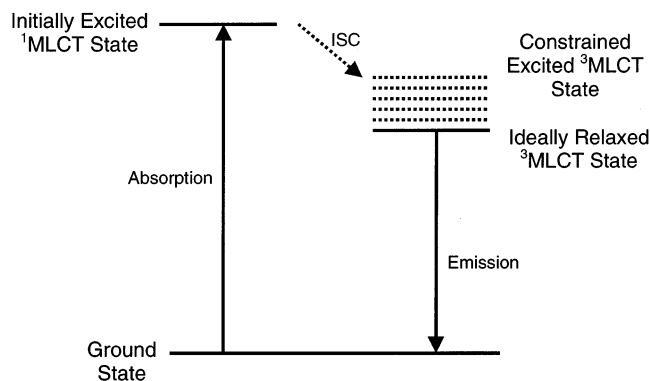 Initially Excited
¹MLCT State
ISC
Constrained
Excited ³MLCT
State
Ideally Relaxed
³MLCT State
Absorption
Emission
Ground
State